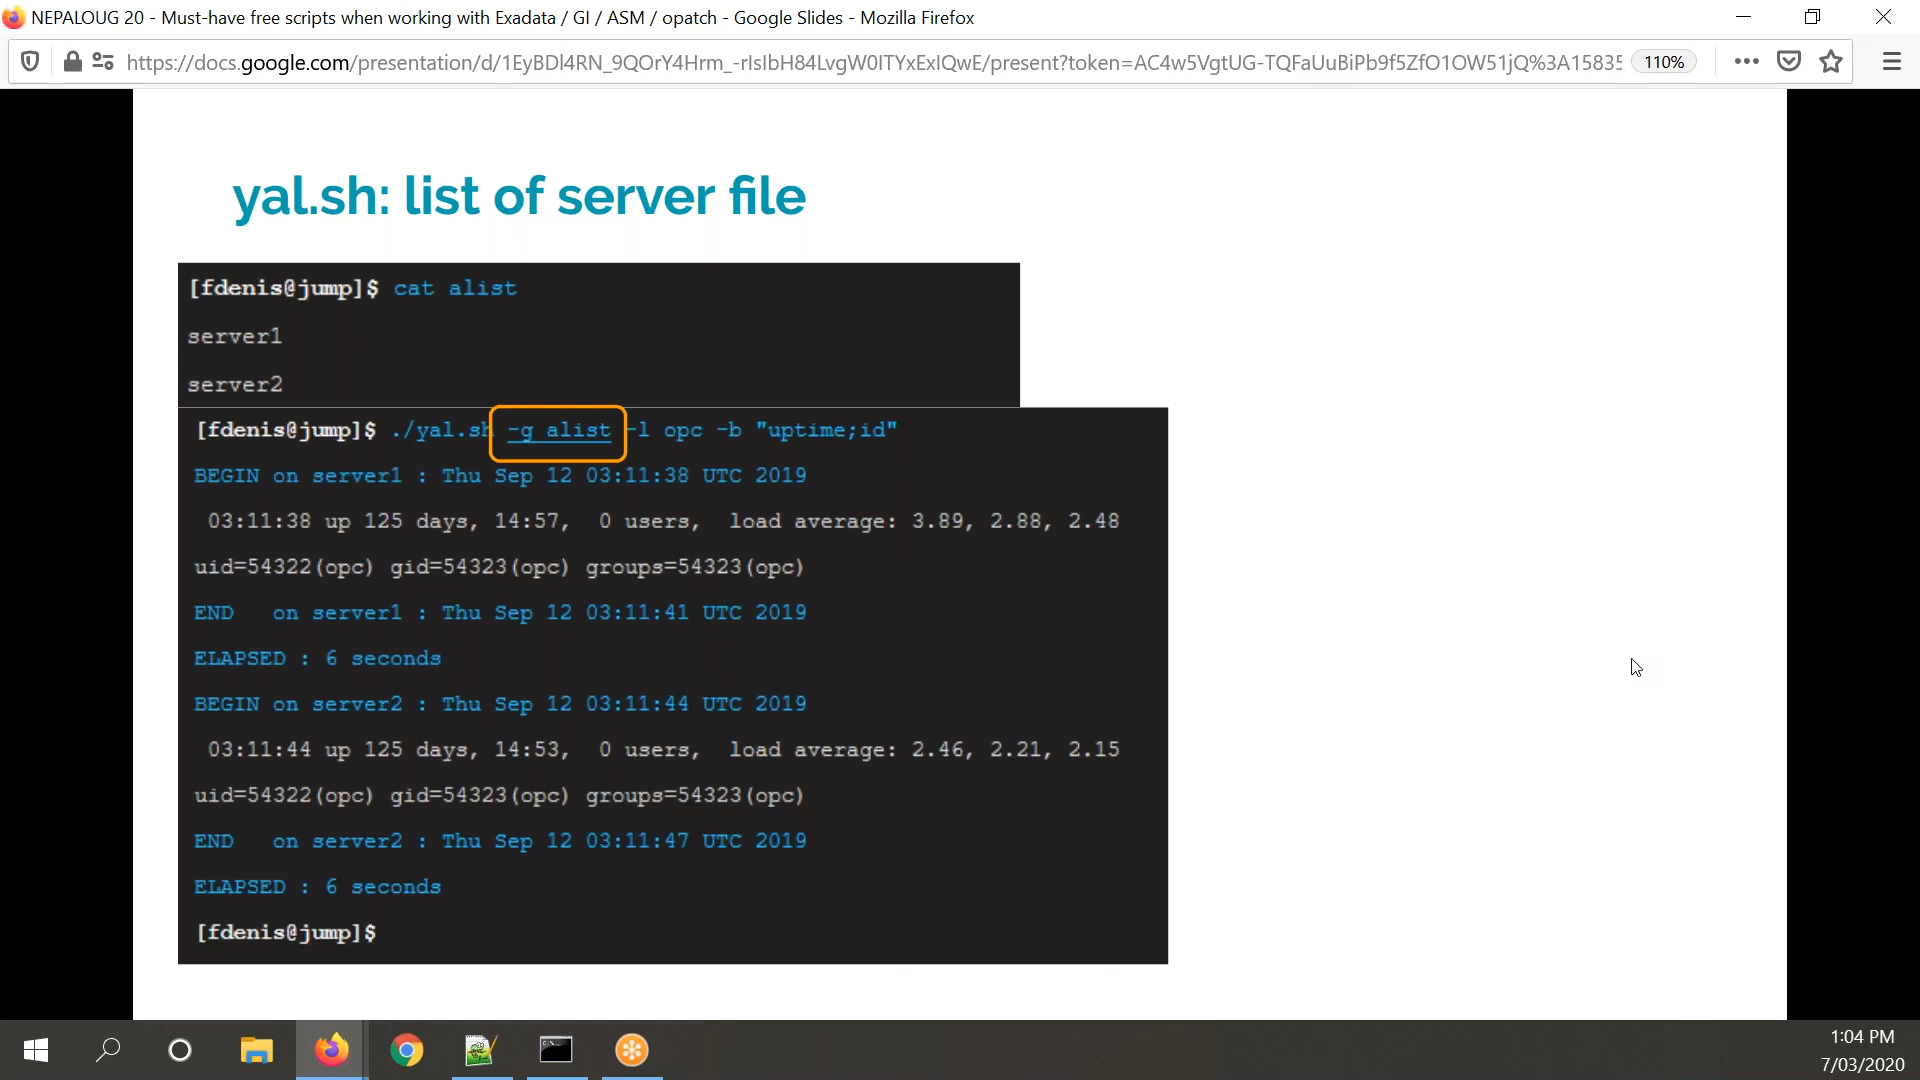 NEPALOUG 20 - Must-have free scripts when working with Exadata / GI / ASM / opatch - Google Slides - Mozilla Firefox
https://docs.google.com/presentation/d/1EyBDl4RN_9QOrY4Hrm_-rIsIbH84LvgW0ITYxExIQwE/present?token=AC4w5VgtUG-TQFaUuBiPb9f5ZfO1OW51jQ%3A15835
110%
yal.sh: list of server file
[fdenis@jump]$ cat alist
server1
server2
[fdenis@jump]$ ./yal.sh -g alist -l opc -b "uptime;id"
BEGIN on server1 : Thu Sep 12 03:11:38 UTC 2019
03:11:38 up 125 days, 14:57, 0 users, load average: 3.89, 2.88, 2.48
uid=54322(opc) gid=54323(opc) groups=54323(opc)
END on server1 : Thu Sep 12 03:11:41 UTC 2019
ELAPSED : 6 seconds
BEGIN on server2 : Thu Sep 12 03:11:44 UTC 2019
03:11:44 up 125 days, 14:53, 0 users, load average: 2.46, 2.21, 2.15
uid=54322(opc) gid=54323(opc) groups=54323(opc)
END on server2 : Thu Sep 12 03:11:47 UTC 2019
ELAPSED : 6 seconds
[fdenis@jump]$
1:04 PM
7/03/2020